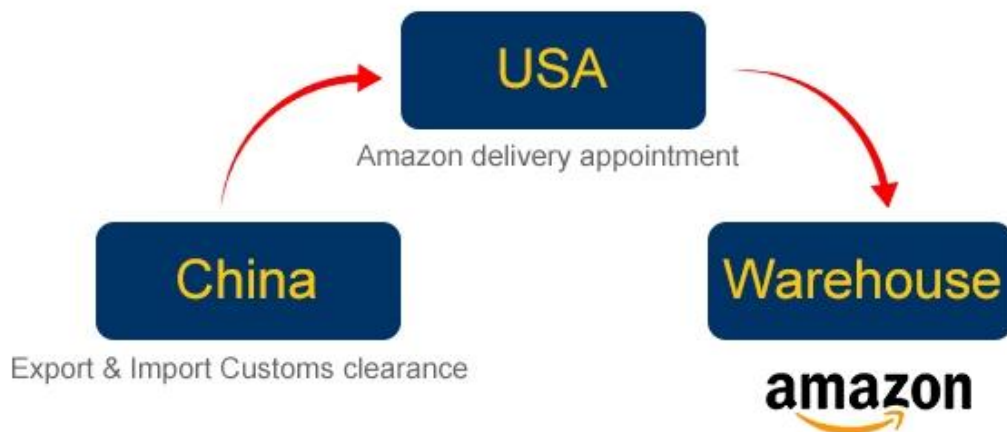 USA
Amazon delivery appointment
China
Warehouse
Export & Import Customs clearance
amazon